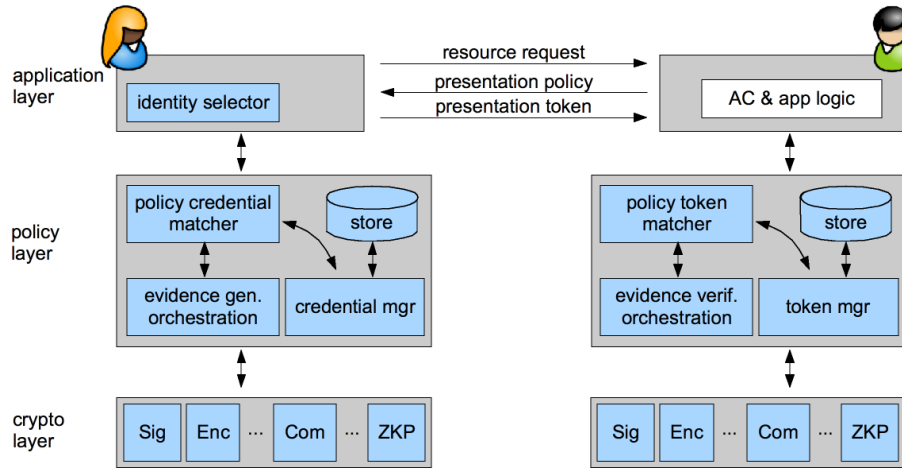 resource request
application
layer
presentation policy
identity selector
presentation token
AC & app logic
policy
layer
policy credential
matcher
store
evidence gen.
orchestration
credential mgr
policy token
matcher
store
evidence verif.
orchestration
token mgr
crypto
layer
Sig Enc ... Com ... ZKP
Sig Enc ... Com ... ZKP